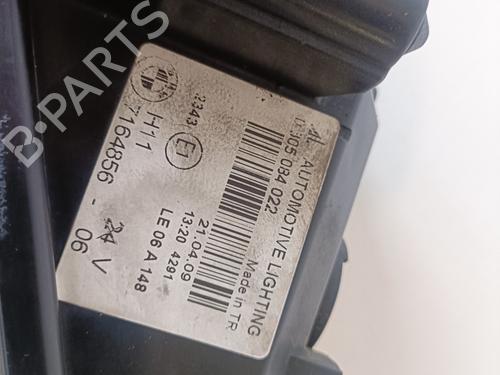 B-PARTS
AL AUTOMOTIVE LIGHTING
305 084 022
Made in TR
2343
E1
H11
7164856 - 06
24 V
21.04.09
13:20 4291
LE 06 A 148